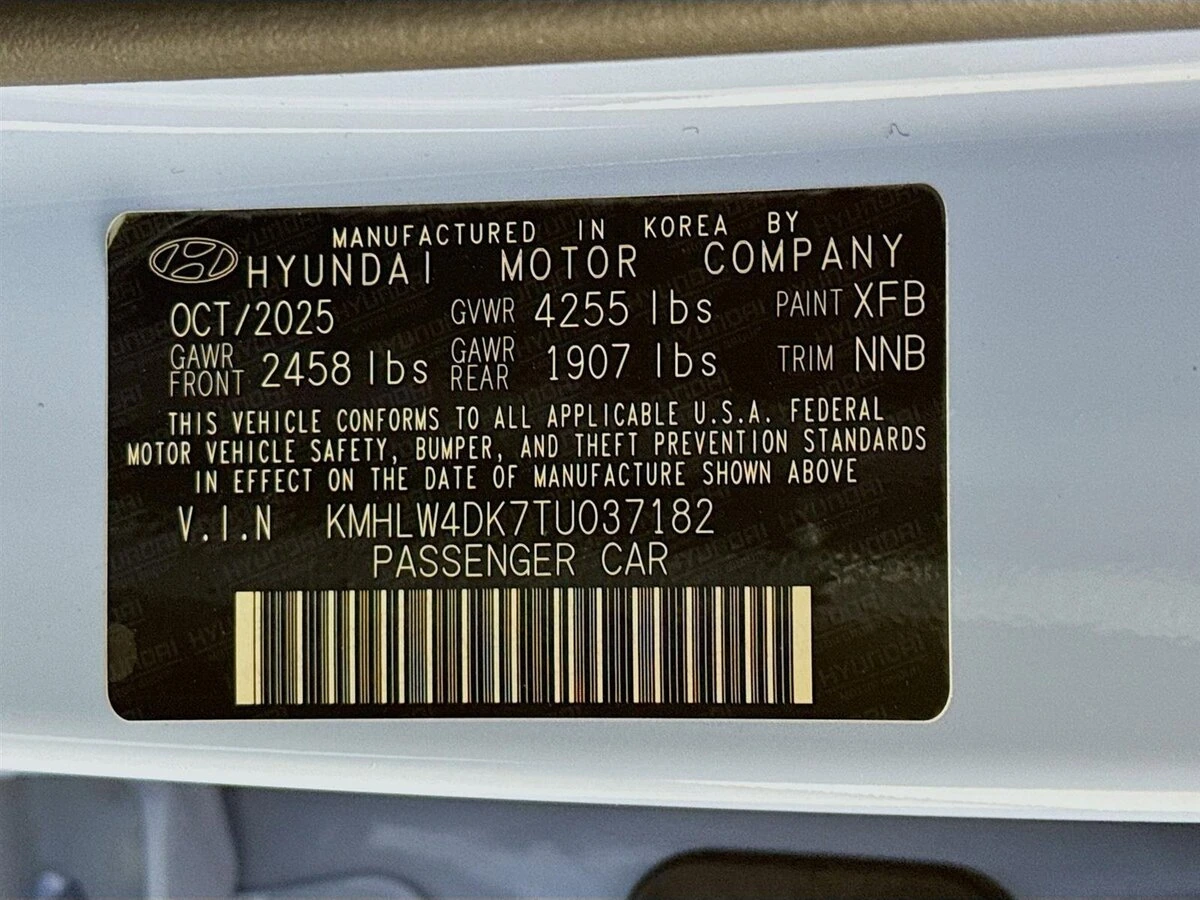 MANUFACTURED IN KOREA BY
HYUNDAI MOTOR COMPANY
OCT/2025 GVWR 4255 lbs PAINT XFB
GAWR FRONT 2458 lbs GAWR REAR 1907 lbs TRIM NNB
THIS VEHICLE CONFORMS TO ALL APPLICABLE U.S.A. FEDERAL
MOTOR VEHICLE SAFETY, BUMPER, AND THEFT PREVENTION STANDARDS
IN EFFECT ON THE DATE OF MANUFACTURE SHOWN ABOVE
V.I.N KMHLW4DK7TU037182
PASSENGER CAR